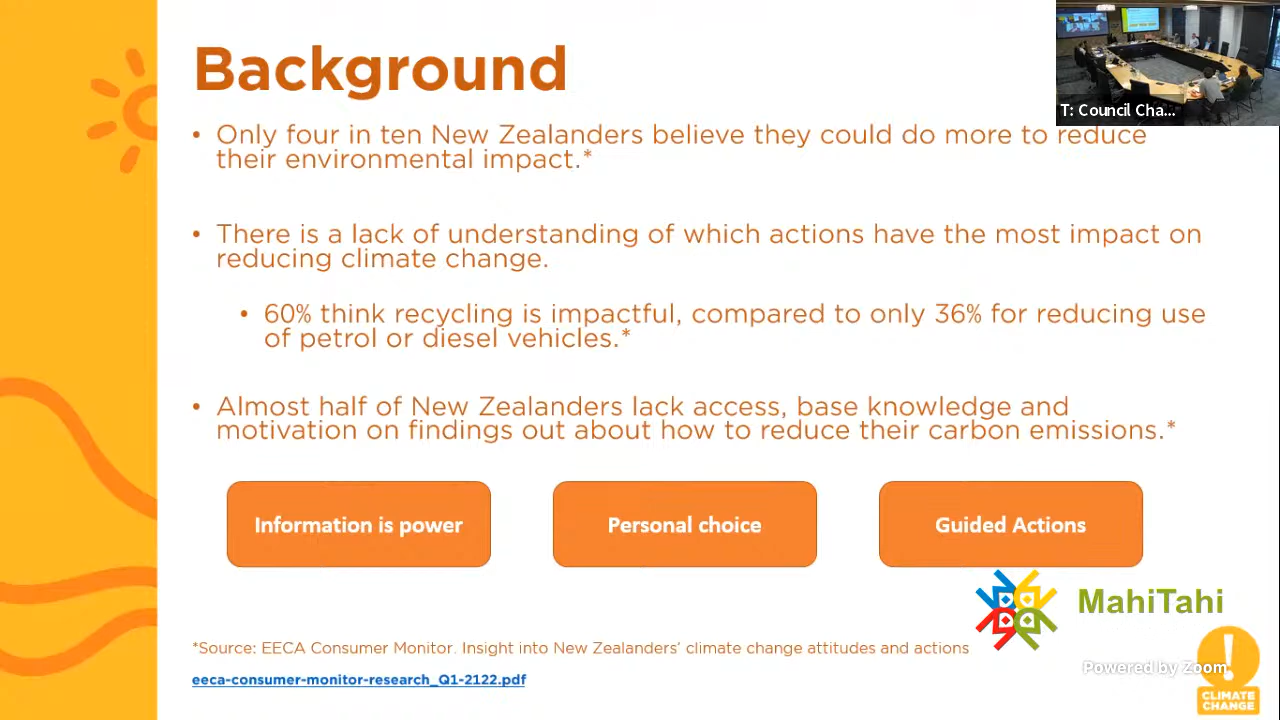 Background
T: Council Cha...
• Only four in ten New Zealanders believe they could do more to reduce
their environmental impact.*
• There is a lack of understanding of which actions have the most impact on
reducing climate change.
• 60% think recycling is impactful, compared to only 36% for reducing use
of petrol or diesel vehicles.*
• Almost half of New Zealanders lack access, base knowledge and
motivation on findings out about how to reduce their carbon emissions.*
Information is power
Personal choice
Guided Actions
MahiTahi
*Source: EECA Consumer Monitor. Insight into New Zealanders’ climate change attitudes and actions
Powered by Zoom
eeca-consumer-monitor-research_Q1-2122.pdf
!
CLIMATE
CHANGE